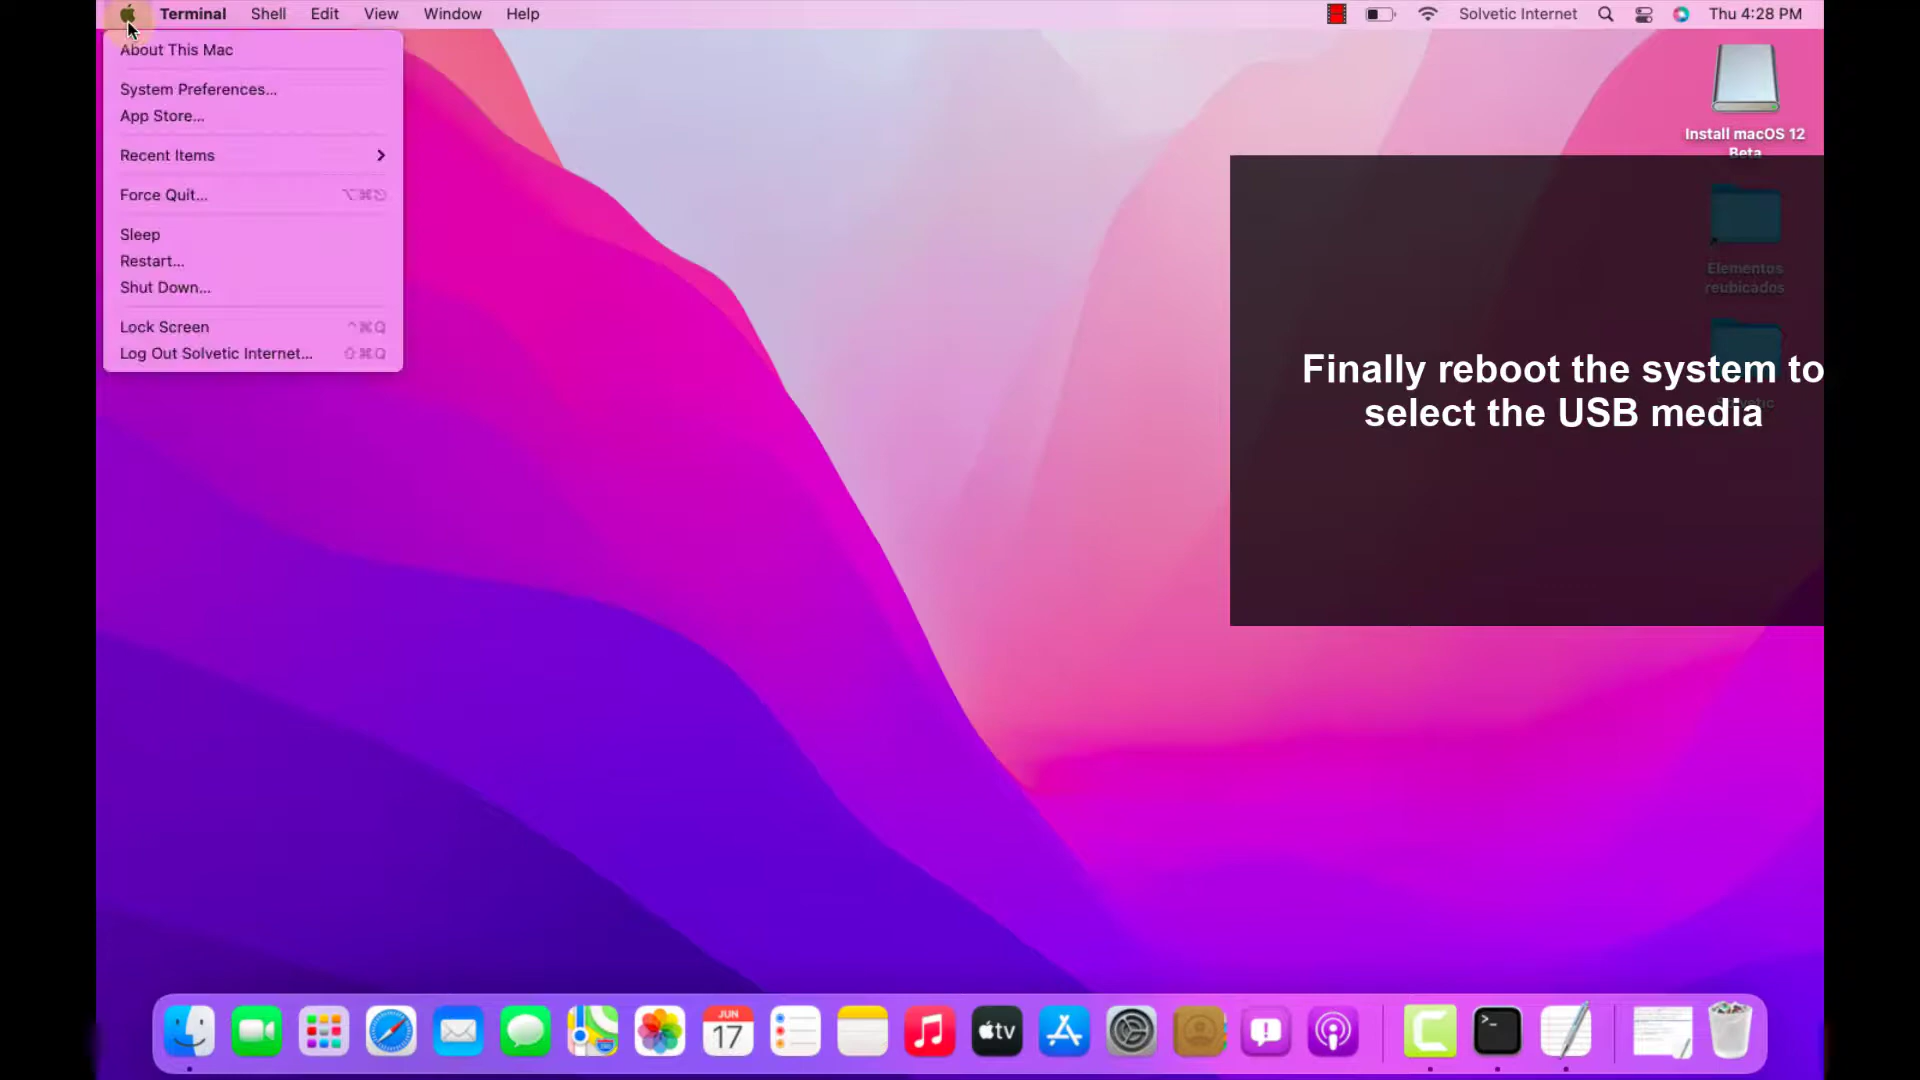 Terminal Shell Edit View Window Help Solvetic Internet Thu 4:28 PM
About This Mac
System Preferences...
App Store...
Recent Items
Force Quit... ⌥⌘⎋
Sleep
Restart...
Shut Down...
Lock Screen ^⌘Q
Log Out Solvetic Internet... ⇧⌘Q
Install macOS 12
Beta
Elementos
reubicados
Finally reboot the system to
select the USB media
Solvetic
JUN
17
tv
>_